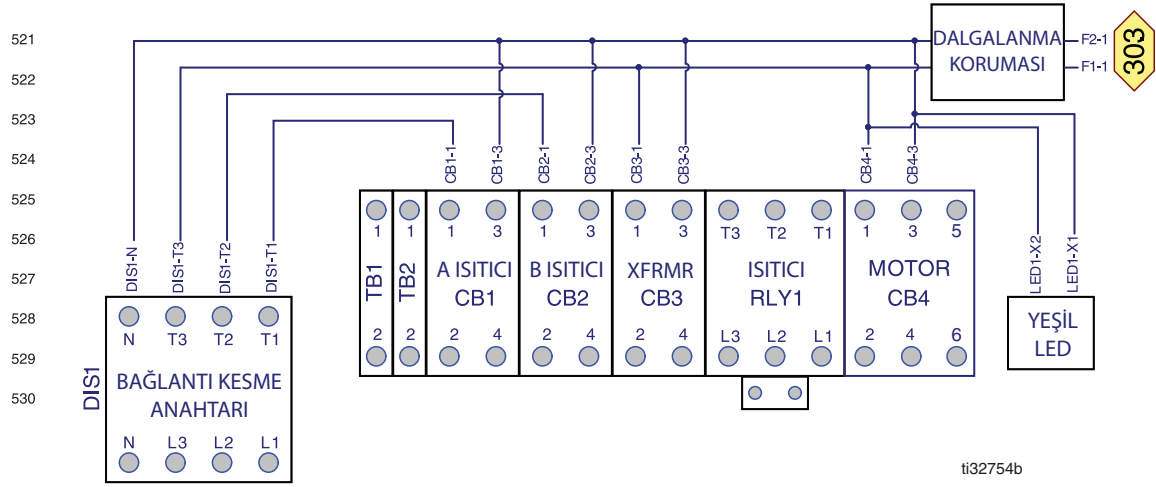 521
522
523
524
525
526
527
528
529
530
DALGALANMA
KORUMASI
F2-1
F1-1
303
CB1-1
CB1-3
CB2-1
CB2-3
CB3-1
CB3-3
CB4-1
CB4-3
DIS1-N
DIS1-T3
DIS1-T2
DIS1-T1
LED1-X2
LED1-X1
1 1 1 3 1 3 1 3 T3 T2 T1 1 3 5
TB1
TB2
A ISITICI
CB1
B ISITICI
CB2
XFRMR
CB3
ISITICI
RLY1
MOTOR
CB4
2 2 2 4 2 4 2 4 L3 L2 L1 2 4 6
YEŞİL
LED
DIS1
N T3 T2 T1
BAĞLANTI KESME
ANAHTARI
N L3 L2 L1
ti32754b